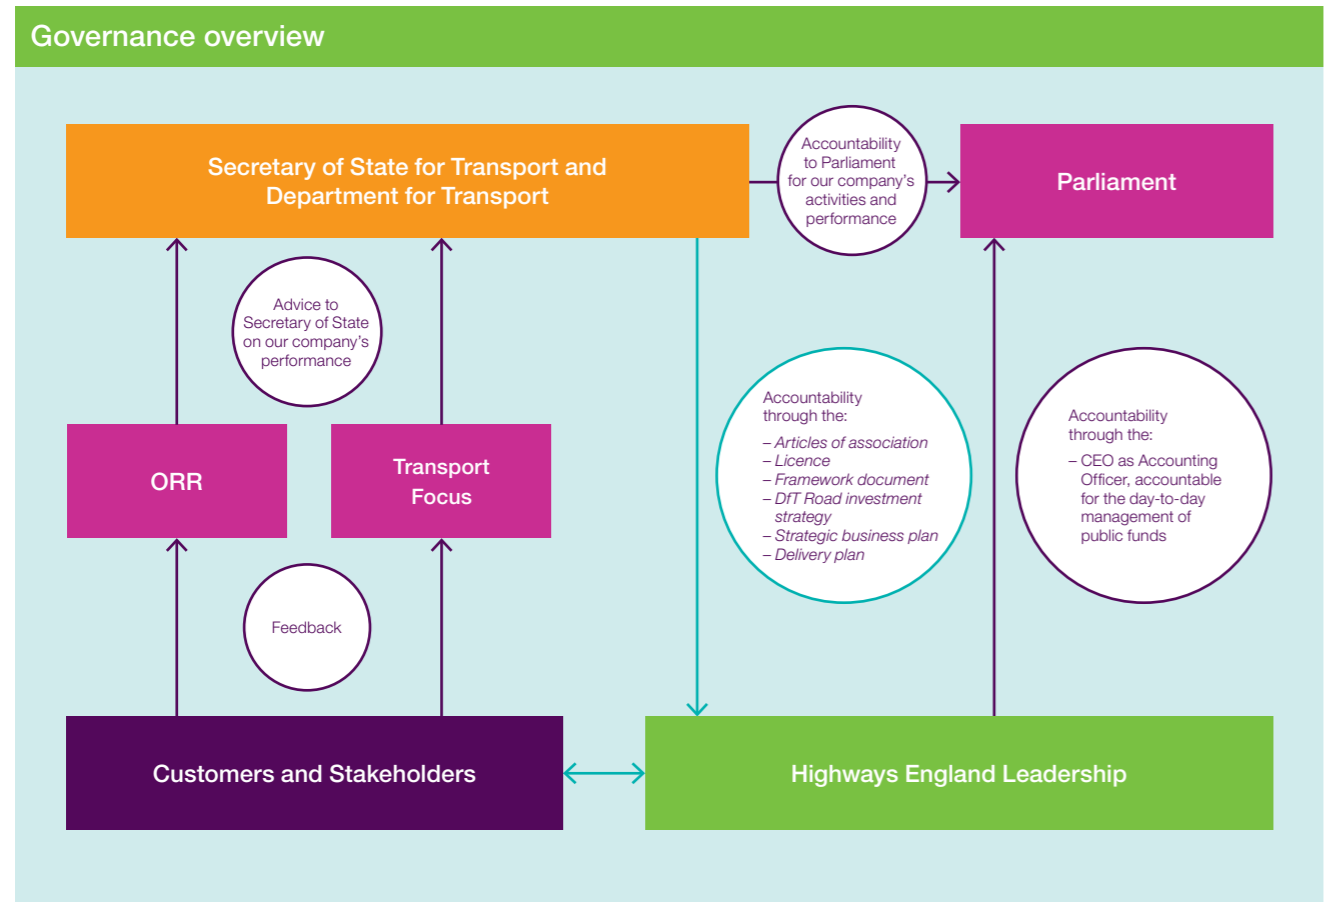 Governance overview
Secretary of State for Transport and
Department for Transport
Accountability
to Parliament
for our company's
activities and
performance
Parliament
Advice to
Secretary of State
on our company's
performance
ORR
Transport
Focus
Accountability
through the:
– Articles of association
– Licence
– Framework document
– DfT Road investment
strategy
– Strategic business plan
– Delivery plan
Accountability
through the:
– CEO as Accounting
Officer, accountable
for the day-to-day
management of
public funds
Feedback
Customers and Stakeholders
Highways England Leadership